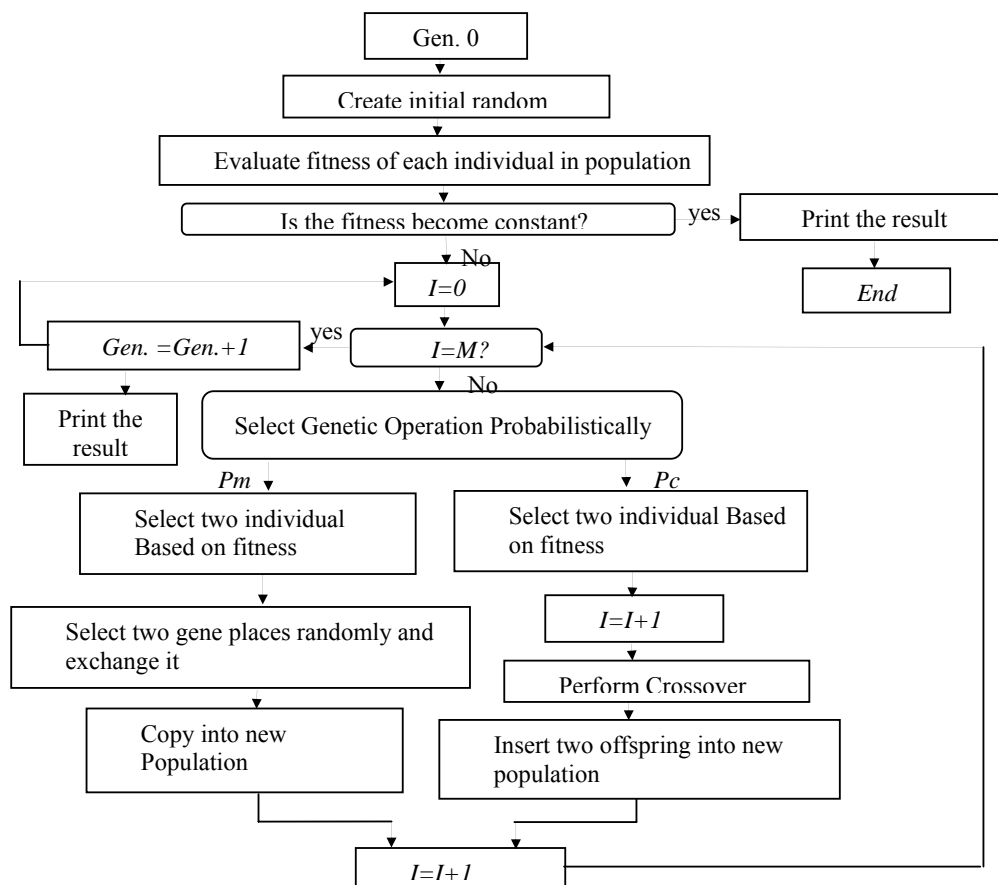 Gen. 0
Create initial random
Evaluate fitness of each individual in population
Is the fitness become constant?
yes
Print the result
No
End
I=0
Gen. =Gen.+1
yes
I=M?
No
Print the
result
Select Genetic Operation Probabilistically
Pm
Pc
Select two individual
Based on fitness
Select two individual Based
on fitness
I=I+1
Select two gene places randomly and
exchange it
Perform Crossover
Copy into new
Population
Insert two offspring into new
population
I=I+1